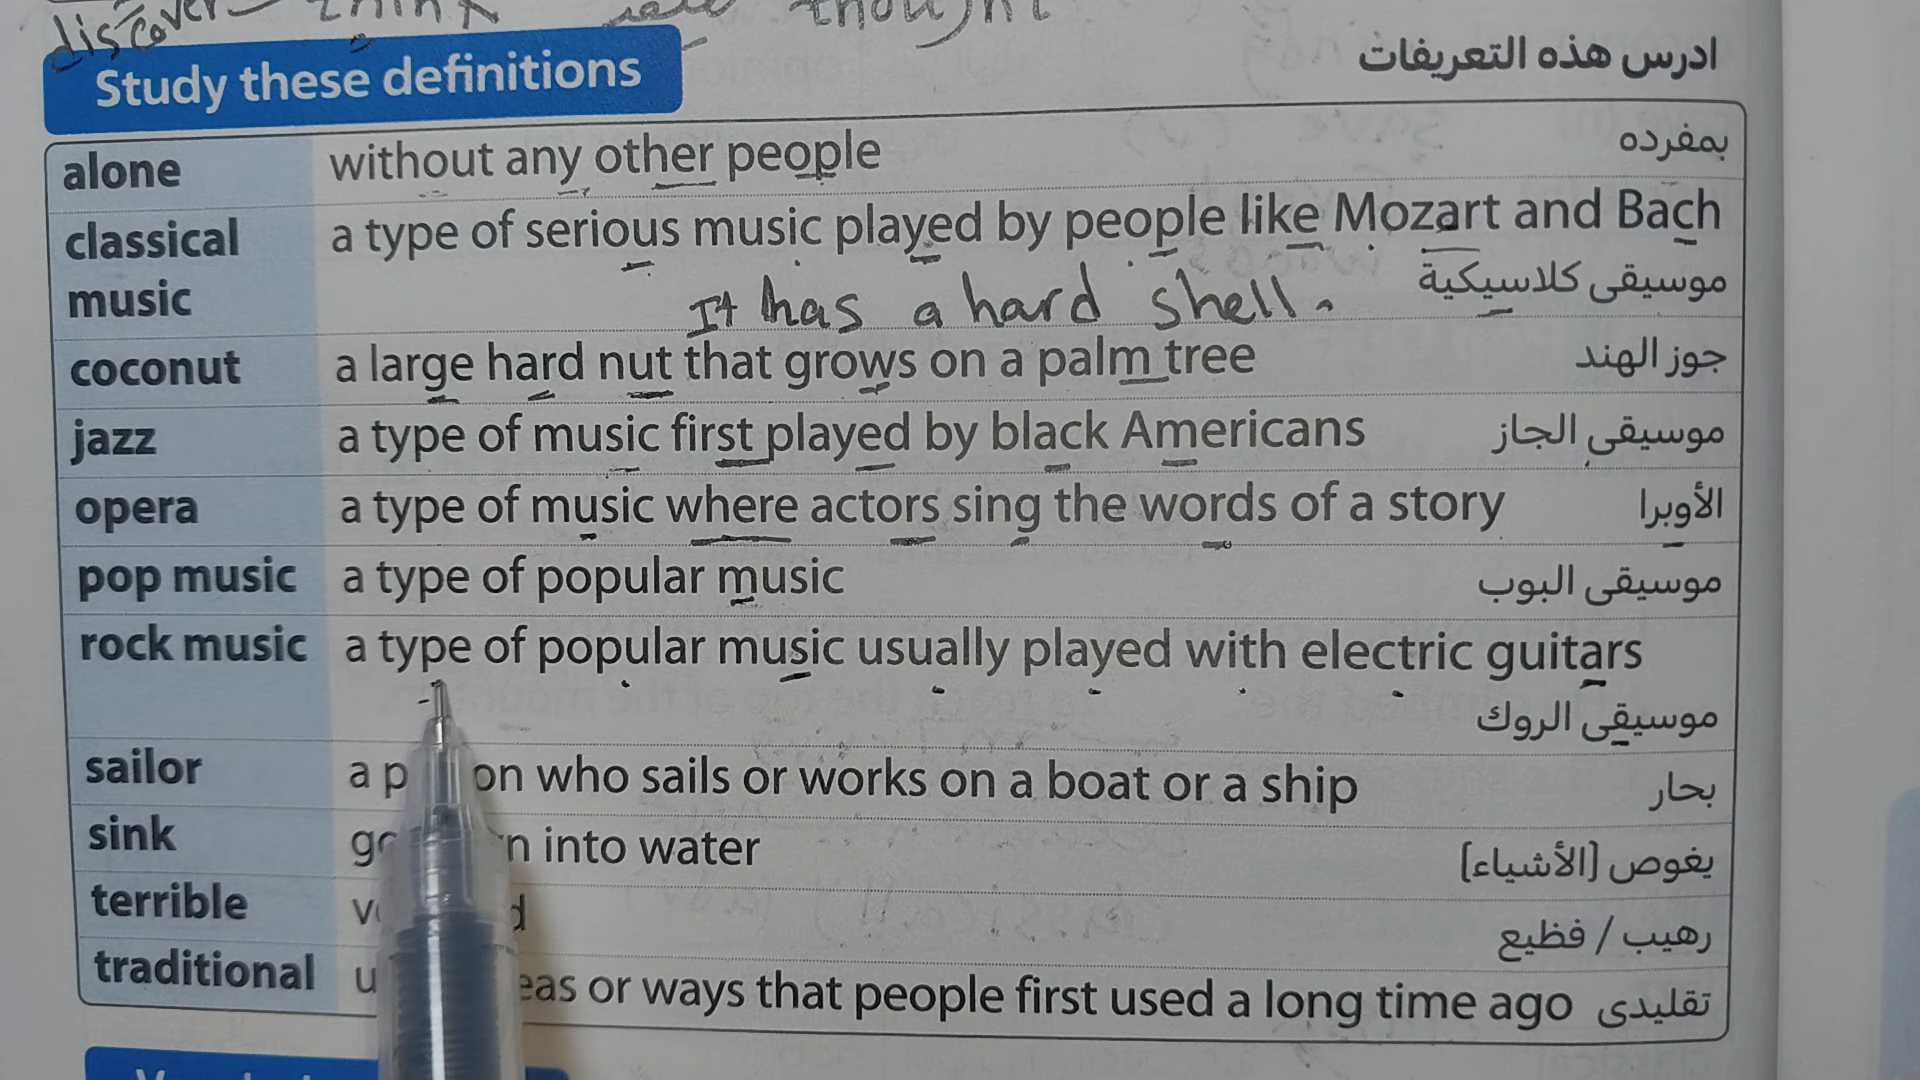 discover think thought
Study these definitions ادرس هذه التعريفات
alone without any other people بمفرده
classical music a type of serious music played by people like Mozart and Bach
موسيقى كلاسيكية
It has a hard shell.
coconut a large hard nut that grows on a palm tree جوز الهند
jazz a type of music first played by black Americans موسيقى الجاز
opera a type of music where actors sing the words of a story الأوبرا
pop music a type of popular music موسيقى البوب
rock music a type of popular music usually played with electric guitars
موسيقى الروك
sailor a who sails or works on a boat or a ship بحار
sink into water يغوص [الأشياء]
terrible رهيب / فظيع
traditional or ways that people first used a long time ago تقليدى